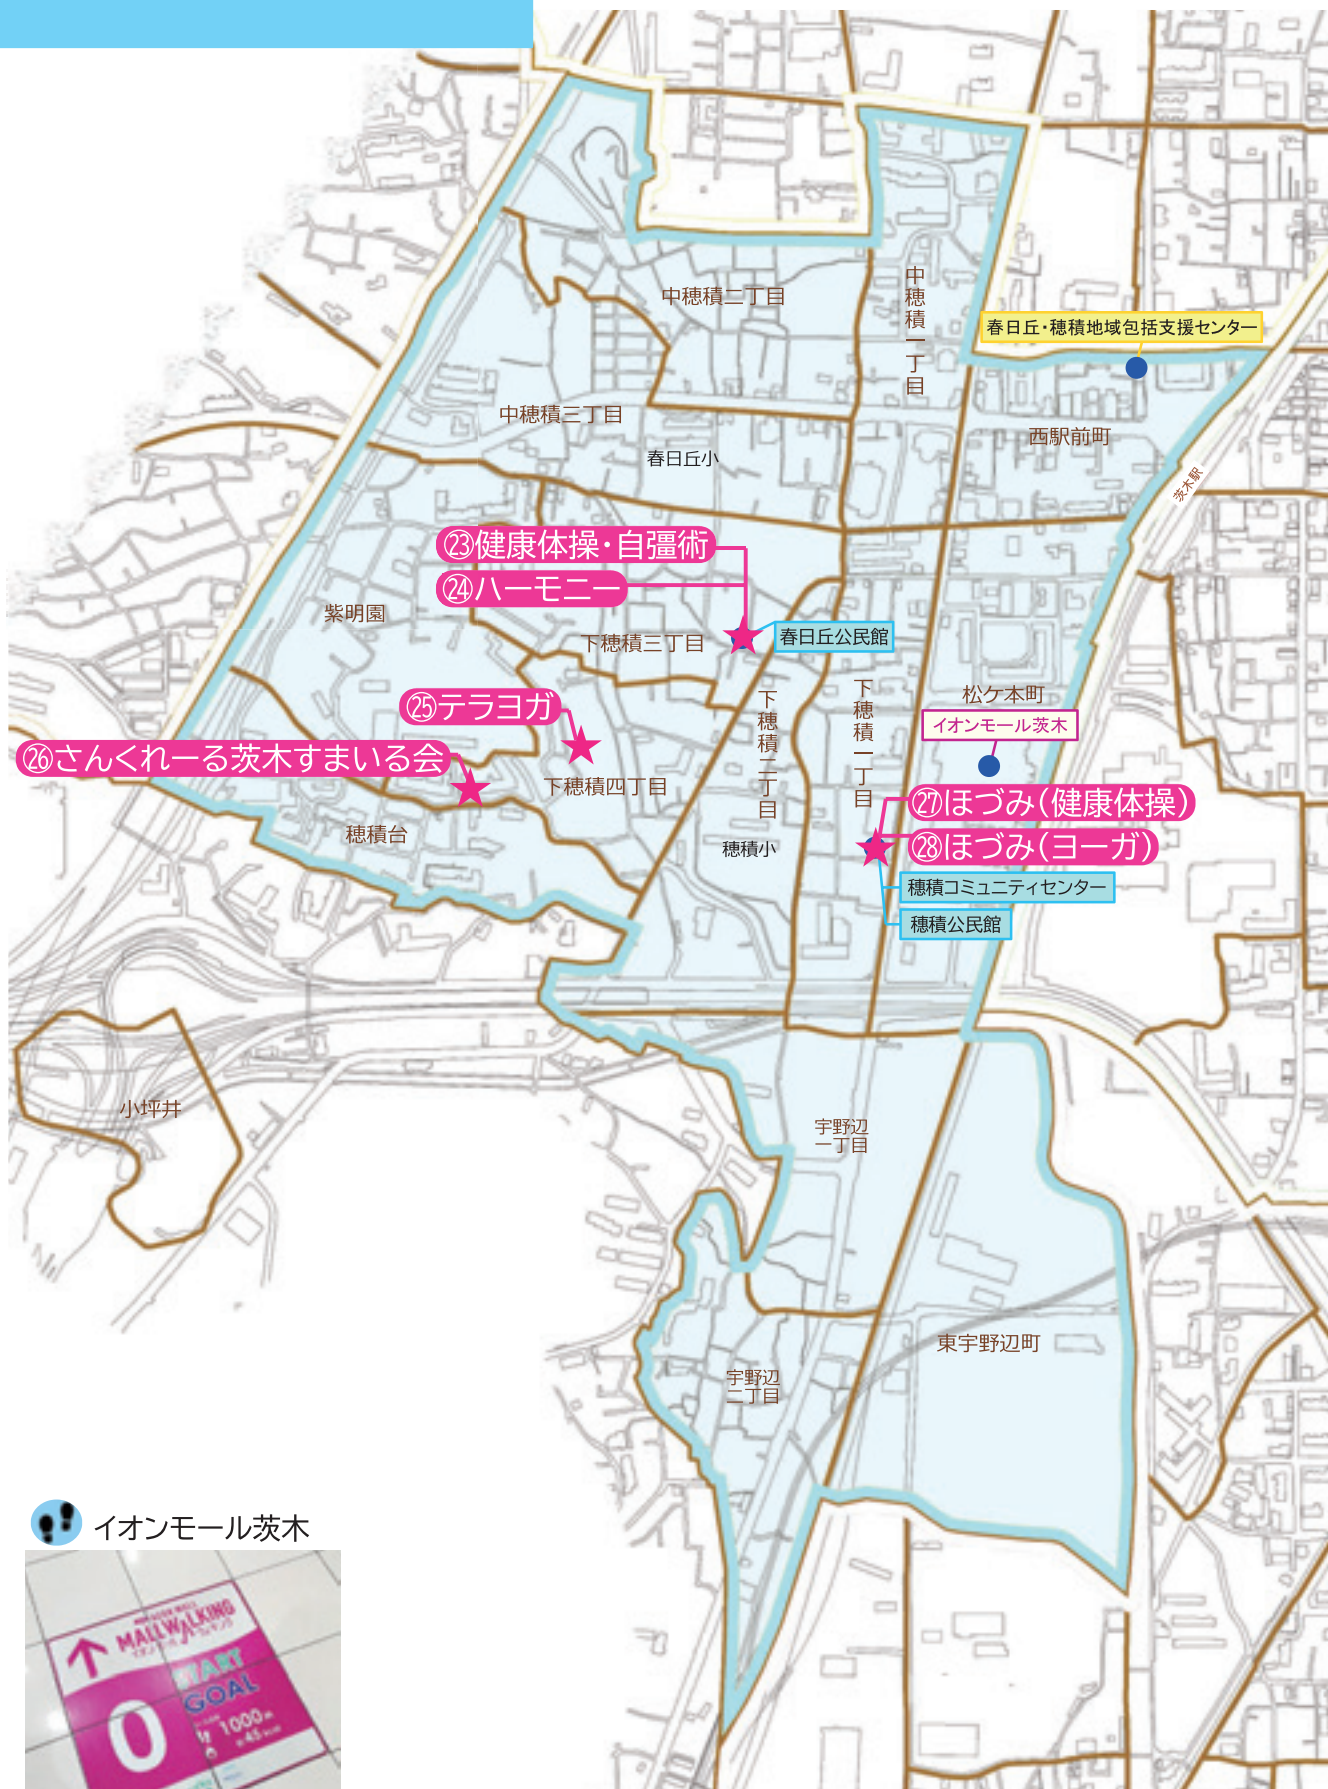 中穂積二丁目
中穂積一丁目
春日丘・穂積地域包括支援センター
中穂積三丁目
西駅前町
春日丘小
茨木駅
㉓健康体操・自彊術
㉔ハーモニー
紫明園
下穂積三丁目
春日丘公民館
下穂積二丁目
下穂積一丁目
松ケ本町
イオンモール茨木
㉕テラヨガ
㉖さんくれーる茨木すまいる会
下穂積四丁目
㉗ほづみ（健康体操）
㉘ほづみ（ヨーガ）
穂積台
穂積小
穂積コミュニティセンター
穂積公民館
小坪井
宇野辺
一丁目
東宇野辺町
宇野辺
二丁目
イオンモール茨木
MALLWALKING
START
GOAL
0
1000m
45